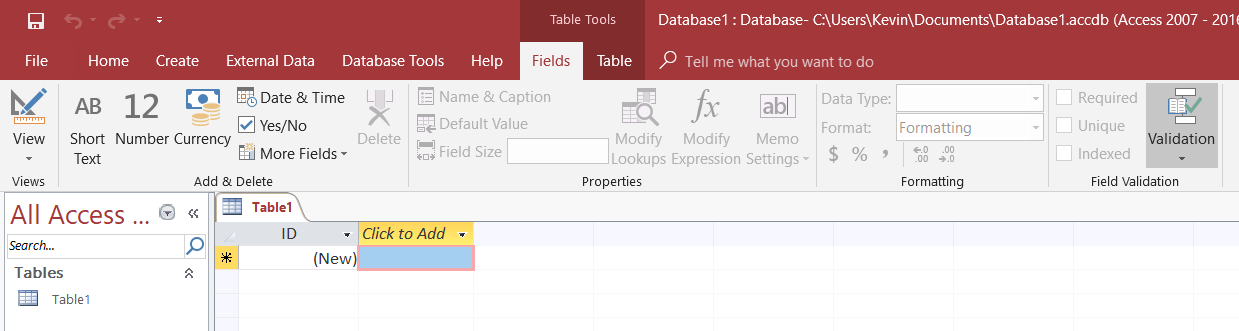 Table Tools
Database1 : Database- C:\Users\Kevin\Documents\Database1.accdb (Access 2007 - 2016
File Home Create External Data Database Tools Help Fields Table Tell me what you want to do
View
Views
AB Short Text
12 Number
Currency
Date & Time
Yes/No
More Fields
Delete
Add & Delete
Name & Caption
Default Value
Field Size
Modify Lookups
fx Modify Expression
ab Memo Settings
Properties
Data Type:
Format: Formatting
$ % , .0 .00 .00 .0
Formatting
Required
Unique
Indexed
Validation
Field Validation
All Access ...
Search...
Tables
Table1
Table1
ID Click to Add
(New)